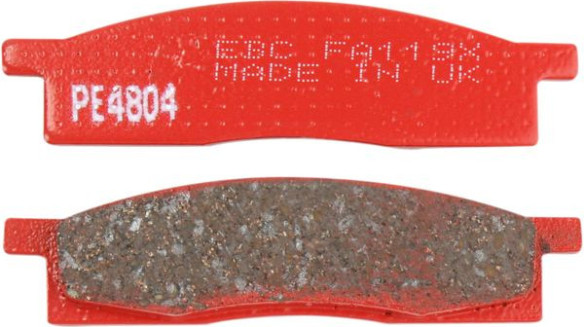 EBC FA119X
MADE IN UK
PE4804